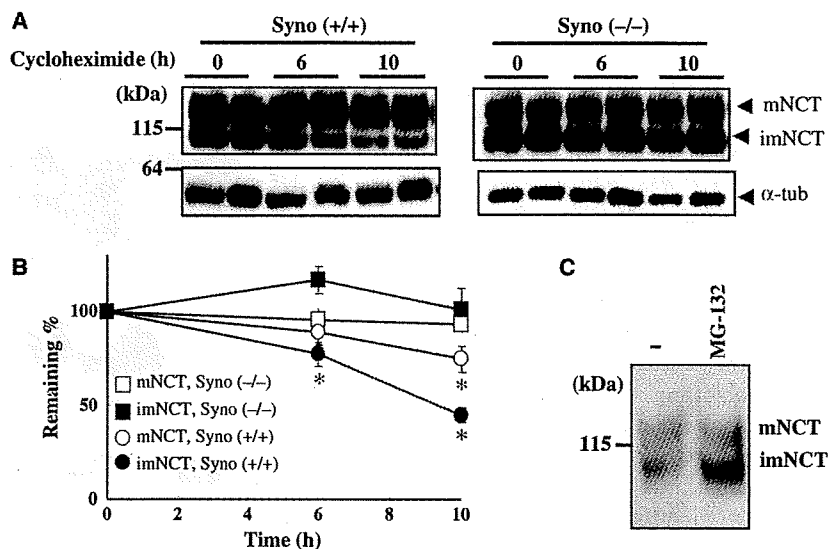 A
Syno (+/+)
Syno (–/–)
Cycloheximide (h)
0 6 10
0 6 10
(kDa)
115
64
mNCT
imNCT
α-tub
B
Remaining %
100
50
0
0 2 4 6 8 10
Time (h)
* * *
mNCT, Syno (–/–)
imNCT, Syno (–/–)
mNCT, Syno (+/+)
imNCT, Syno (+/+)
C
– MG-132
(kDa)
115
mNCT
imNCT